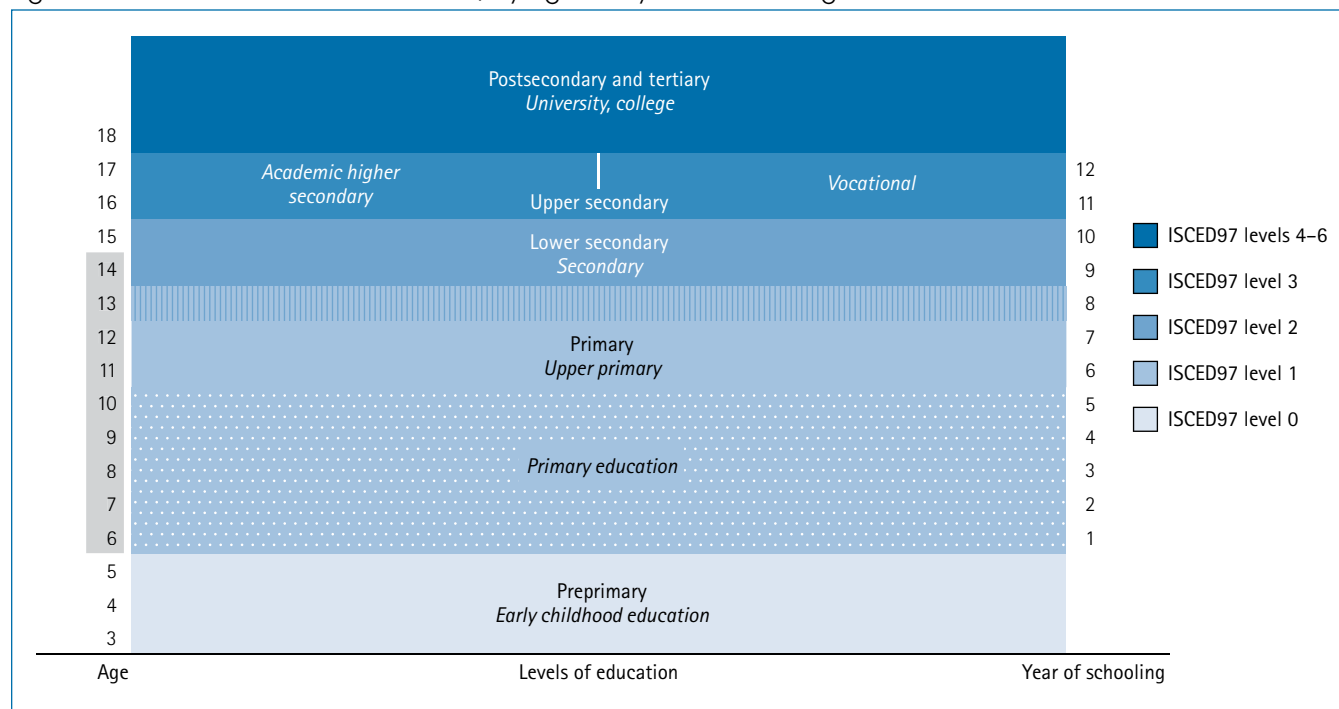 Postsecondary and tertiary
University, college
18
17
16
15
14
13
12
11
10
9
8
7
6
5
4
3
Academic higher
secondary
Vocational
Upper secondary
Lower secondary
Secondary
Primary
Upper primary
Primary education
Preprimary
Early childhood education
12
11
10
9
8
7
6
5
4
3
2
1
ISCED97 levels 4–6
ISCED97 level 3
ISCED97 level 2
ISCED97 level 1
ISCED97 level 0
Age
Levels of education
Year of schooling